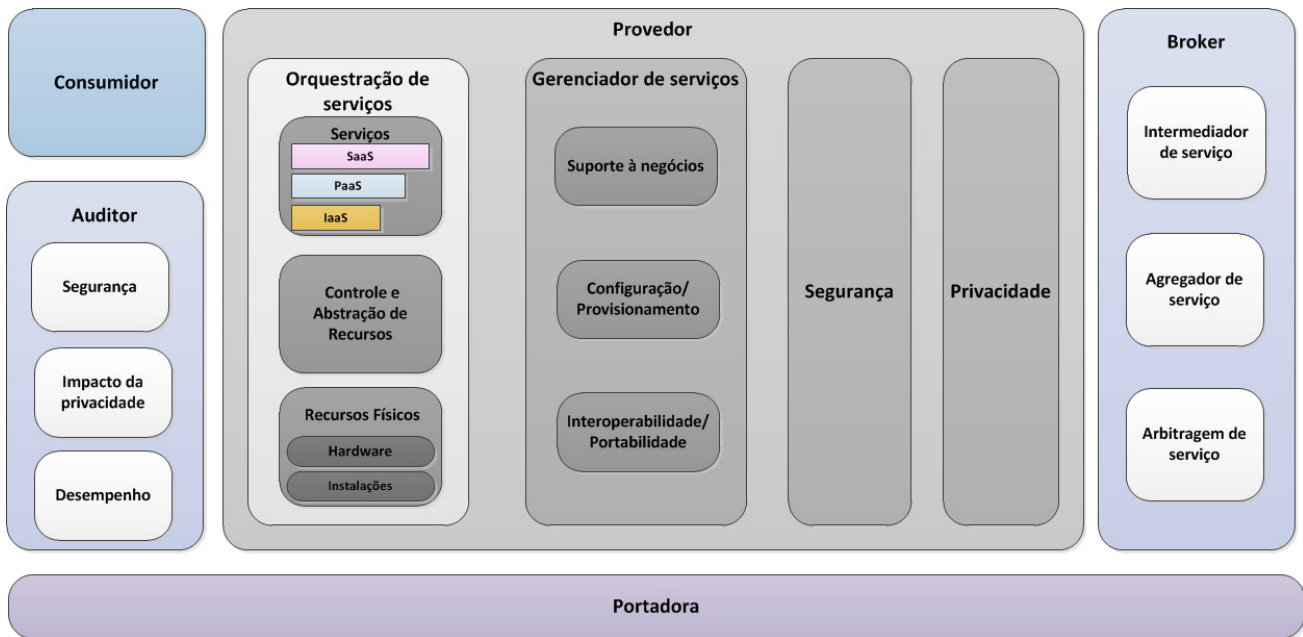 Consumidor
Auditor
Segurança
Impacto da
privacidade
Desempenho
Provedor
Orquestração de
serviços
Serviços
SaaS
PaaS
IaaS
Controle e
Abstração de
Recursos
Recursos Físicos
Hardware
Instalações
Gerenciador de serviços
Suporte à negócios
Configuração/
Provisionamento
Interoperabilidade/
Portabilidade
Segurança
Privacidade
Broker
Intermediador
de serviço
Agregador de
serviço
Arbitragem de
serviço
Portadora